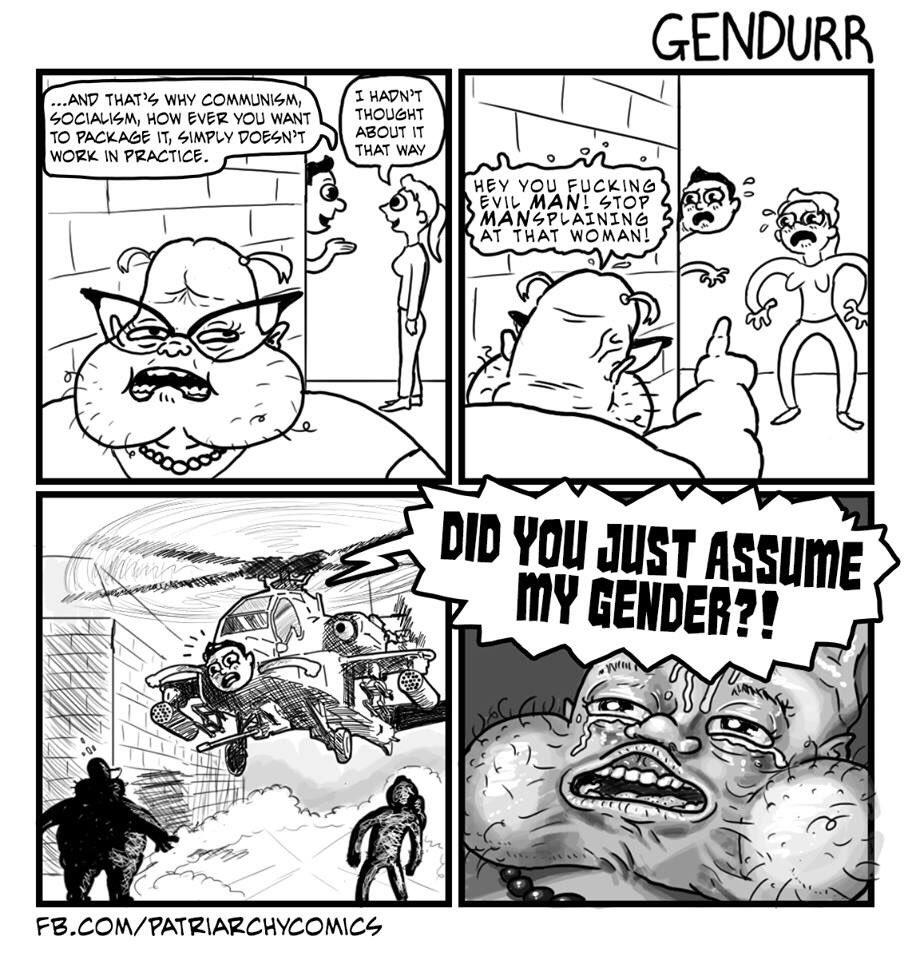 GENDURR
...AND THAT'S WHY COMMUNISM,
SOCIALISM, HOW EVER YOU WANT
TO PACKAGE IT, SIMPLY DOESN'T
WORK IN PRACTICE.
I HADN'T
THOUGHT
ABOUT IT
THAT WAY
HEY YOU FUCKING
EVIL MAN! STOP
MANSPLAINING
AT THAT WOMAN!
DID YOU JUST ASSUME
MY GENDER?!
FB.COM/PATRIARCHYCOMICS